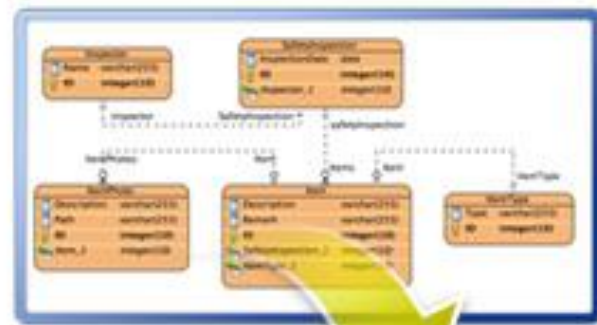 Inspector
Name varchar(255)
ID integer(10)
SafetyInspection
InspectionDate date
ID integer(10)
inspector_1 integer(10)
inspector
SafetyInspection
safetyInspection
ItemPhotos
Item
Items
Item
ItemType
ItemPhoto
Description varchar(255)
Path varchar(255)
ID integer(10)
Item_1 integer(10)
Item
Description varchar(255)
Remark varchar(255)
ID integer(10)
ItemType
Type varchar(255)
ID integer(10)